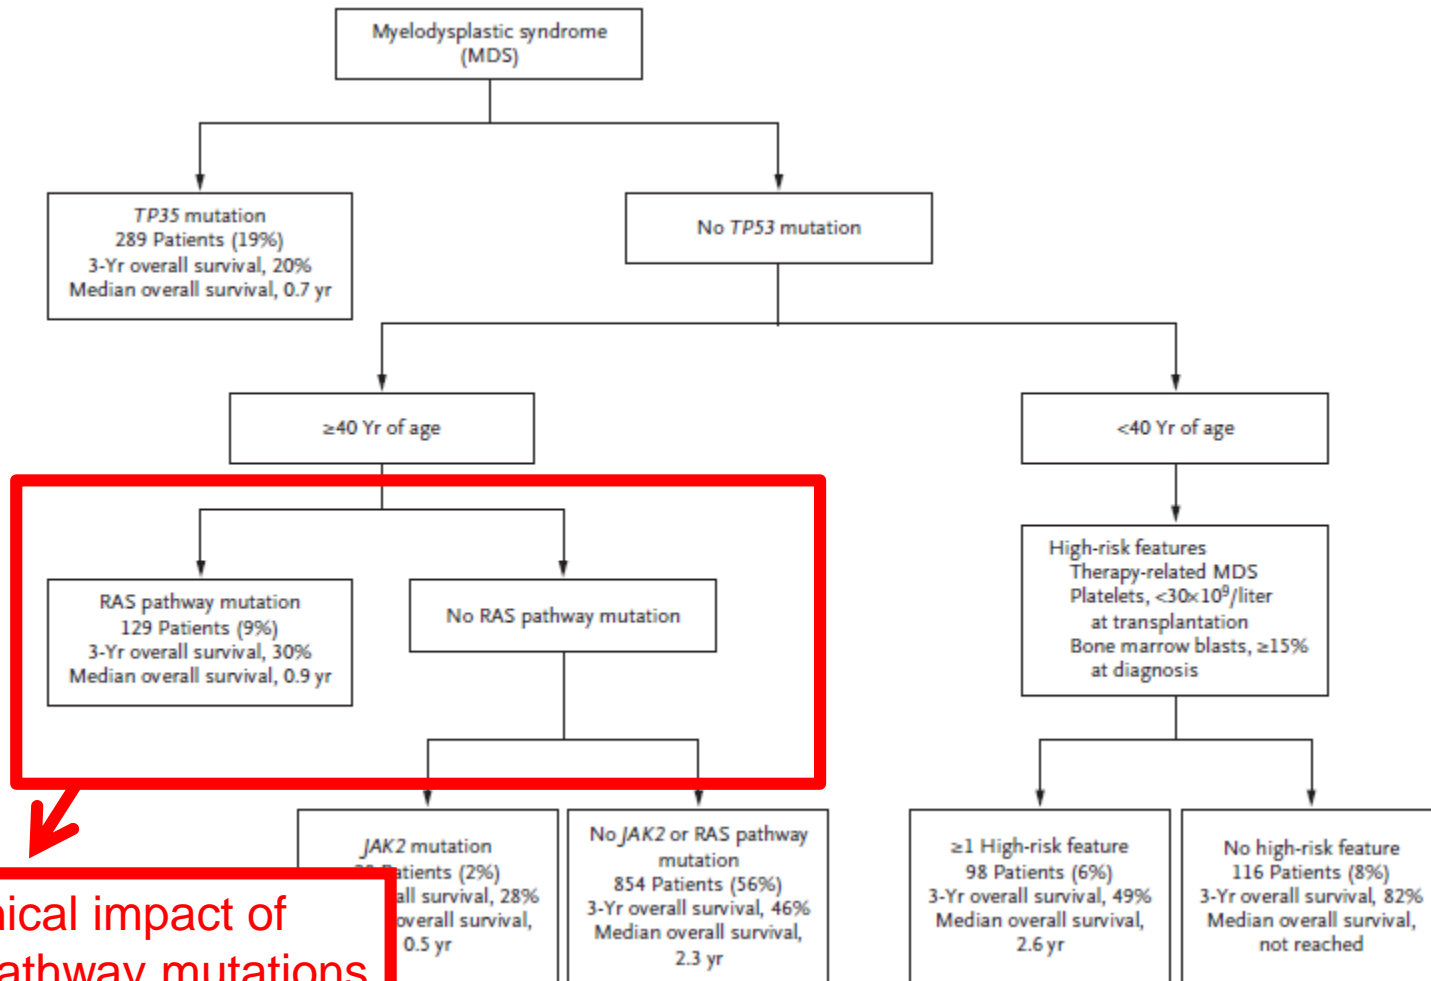 Myelodysplastic syndrome
(MDS)
TP35 mutation
289 Patients (19%)
3-Yr overall survival, 20%
Median overall survival, 0.7 yr
No TP53 mutation
≥40 Yr of age
<40 Yr of age
RAS pathway mutation
129 Patients (9%)
3-Yr overall survival, 30%
Median overall survival, 0.9 yr
No RAS pathway mutation
High-risk features
Therapy-related MDS
Platelets, <30×10⁹/liter
at transplantation
Bone marrow blasts, ≥15%
at diagnosis
JAK2 mutation
Patients (2%)
survival, 28%
overall survival,
0.5 yr
No JAK2 or RAS pathway
mutation
854 Patients (56%)
3-Yr overall survival, 46%
Median overall survival,
2.3 yr
≥1 High-risk feature
98 Patients (6%)
3-Yr overall survival, 49%
Median overall survival,
2.6 yr
No high-risk feature
116 Patients (8%)
3-Yr overall survival, 82%
Median overall survival,
not reached
impact of
mutations